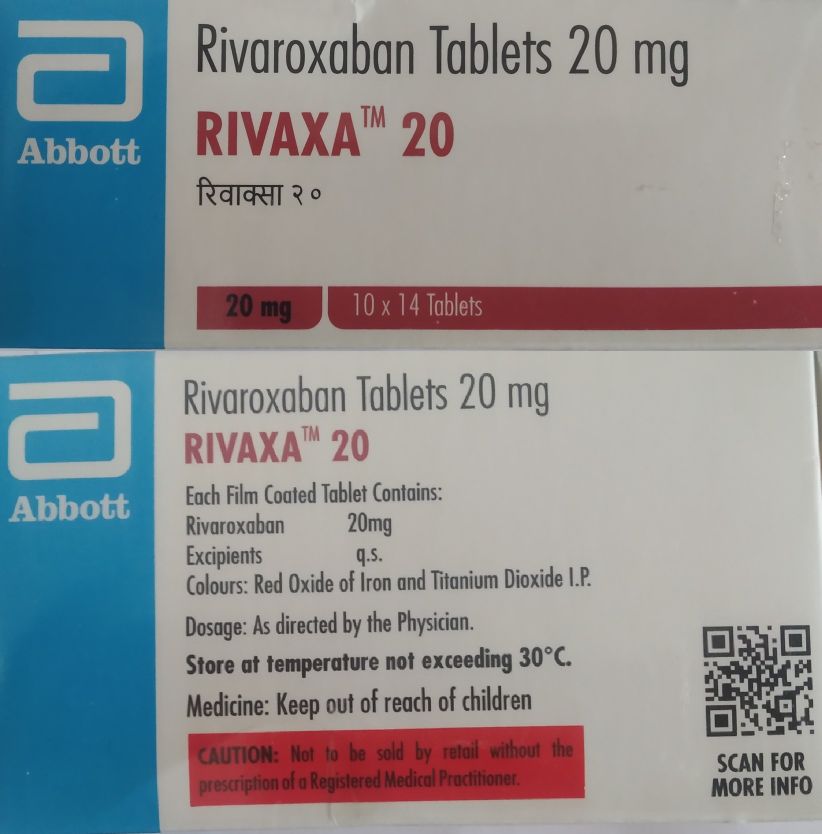 Abbott
Rivaroxaban Tablets 20 mg
RIVAXA™ 20
रिवाक्सा २०
20 mg
10 x 14 Tablets
Abbott
Rivaroxaban Tablets 20 mg
RIVAXA™ 20
Each Film Coated Tablet Contains:
Rivaroxaban 20mg
Excipients q.s.
Colours: Red Oxide of Iron and Titanium Dioxide I.P.
Dosage: As directed by the Physician.
Store at temperature not exceeding 30°C.
Medicine: Keep out of reach of children
CAUTION: Not to be sold by retail without the
prescription of a Registered Medical Practitioner.
SCAN FOR
MORE INFO